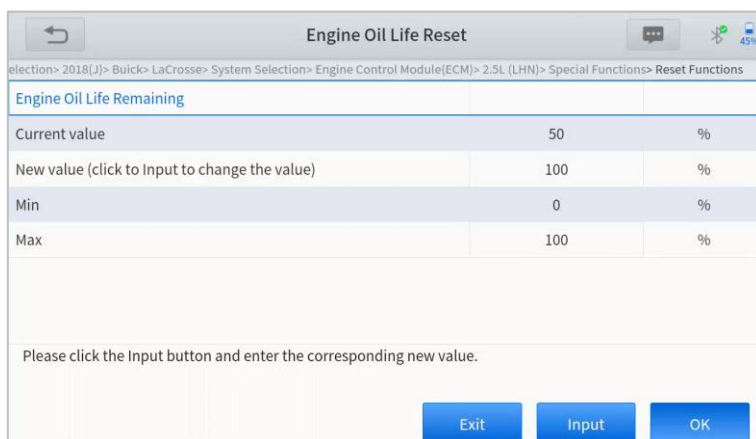 Engine Oil Life Reset
45%
election> 2018(J)> Buick> LaCrosse> System Selection> Engine Control Module(ECM)> 2.5L (LHN)> Special Functions> Reset Functions
Engine Oil Life Remaining
Current value 50 %
New value (click to Input to change the value) 100 %
Min 0 %
Max 100 %
Please click the Input button and enter the corresponding new value.
Exit Input OK